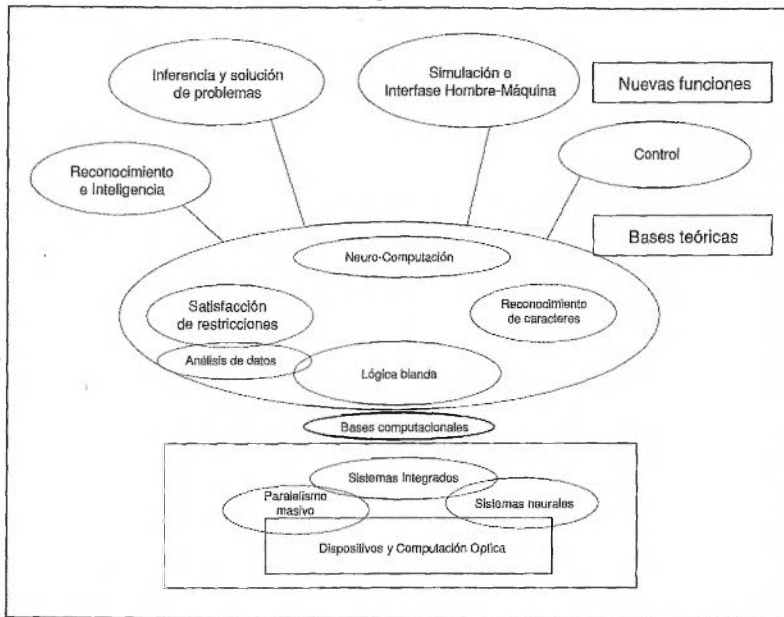 Inferencia y solución
de problemas
Simulación e
Interfase Hombre-Máquina
Nuevas funciones
Reconocimiento
e Inteligencia
Control
Bases teóricas
Neuro-Computación
Satisfacción
de restricciones
Reconocimiento
de caracteres
Análisis de datos
Lógica blanda
Bases computacionales
Sistemas Integrados
Paralelismo
masivo
Sistemas neurales
Dispositivos y Computación Optica